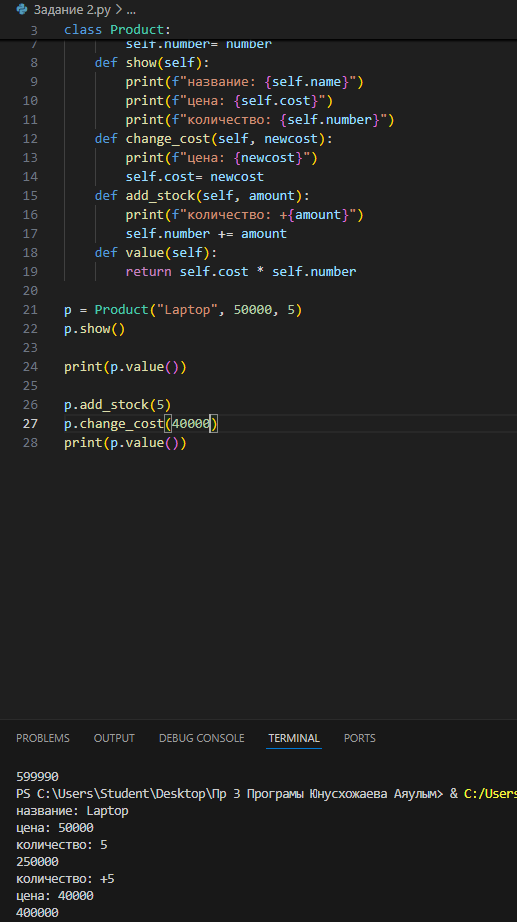 Задание 2.py > ...
3 class Product:
7 self.number= number
8 def show(self):
9 print(f"название: {self.name}")
10 print(f"цена: {self.cost}")
11 print(f"количество: {self.number}")
12 def change_cost(self, newcost):
13 print(f"цена: {newcost}")
14 self.cost= newcost
15 def add_stock(self, amount):
16 print(f"количество: +{amount}")
17 self.number += amount
18 def value(self):
19 return self.cost * self.number
20
21 p = Product("Laptop", 50000, 5)
22 p.show()
23
24 print(p.value())
25
26 p.add_stock(5)
27 p.change_cost(40000)
28 print(p.value())
PROBLEMS OUTPUT DEBUG CONSOLE TERMINAL PORTS
599990
PS C:\Users\Student\Desktop\Пр 3 Програмы Юнусхожаева Аяулым> & C:/Users
название: Laptop
цена: 50000
количество: 5
250000
количество: +5
цена: 40000
400000